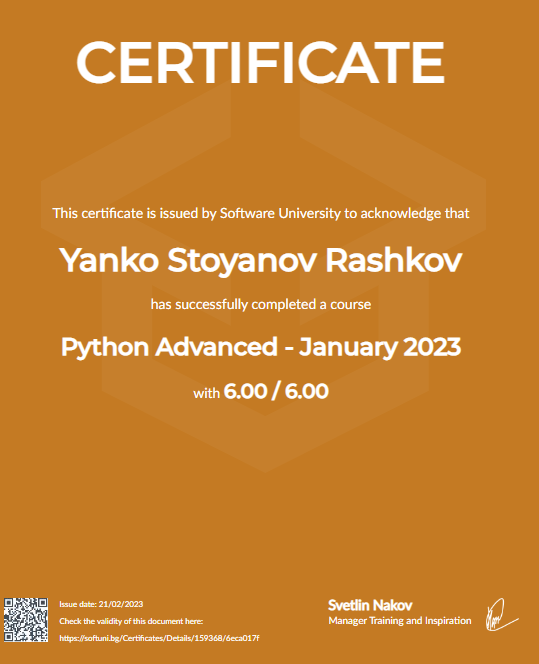 CERTIFICATE
This certificate is issued by Software University to acknowledge that
Yanko Stoyanov Rashkov
has successfully completed a course
Python Advanced - January 2023
with 6.00 / 6.00
Issue date: 21/02/2023
Check the validity of this document here:
https://softuni.bg/Certificates/Details/159368/6eca017f
Svetlin Nakov
Manager Training and Inspiration